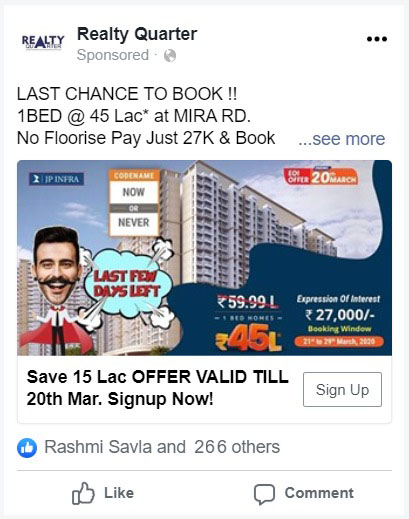 REALTY
QUARTER
Realty Quarter
Sponsored ·
LAST CHANCE TO BOOK !!
1BED @ 45 Lac* at MIRA RD.
No Floorise Pay Just 27K & Book ...see more
JP INFRA
CODENAME
NOW
OR
NEVER
EOI
OFFER 20TH MARCH
LAST FEW
DAYS LEFT
₹59.99 L
1 BED HOMES
₹45L*
Expression Of Interest
₹ 27,000/-
Booking Window
21st to 29th March, 2020
Save 15 Lac OFFER VALID TILL
20th Mar. Signup Now!
Sign Up
Rashmi Savla and 266 others
Like
Comment